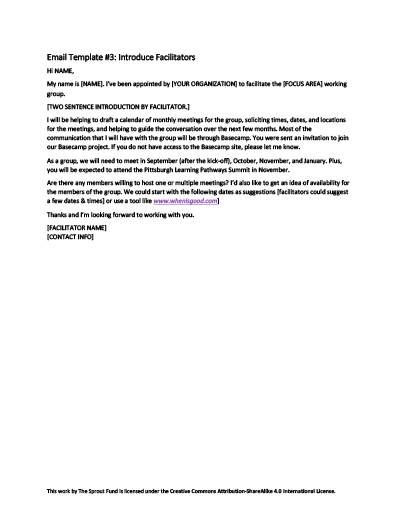 Email Template #3: Introduce Facilitators
Hi NAME,
My name is [NAME]. I've been appointed by [YOUR ORGANIZATION] to facilitate the [FOCUS AREA] working
group.
[TWO SENTENCE INTRODUCTION BY FACILITATOR.]
I will be helping to draft a calendar of monthly meetings for the group, soliciting times, dates, and locations
for the meetings, and helping to guide the conversation over the next few months. Most of the
communication that I will have with the group will be through Basecamp. You were sent an invitation to join
our Basecamp project. If you do not have access to the Basecamp site, please let me know.
As a group, we will need to meet in September (after the kick-off), October, November, and January. Plus,
you will be expected to attend the Pittsburgh Learning Pathways Summit in November.
Are there any members willing to host one or multiple meetings? I'd also like to get an idea of availability for
the members of the group. We could start with the following dates as suggestions [facilitators could suggest
a few dates & times] or use a tool like www.whenisgood.com]
Thanks and I'm looking forward to working with you.
[FACILITATOR NAME]
[CONTACT INFO]
This work by The Sprout Fund is licensed under the Creative Commons Attribution-ShareAlike 4.0 International License.